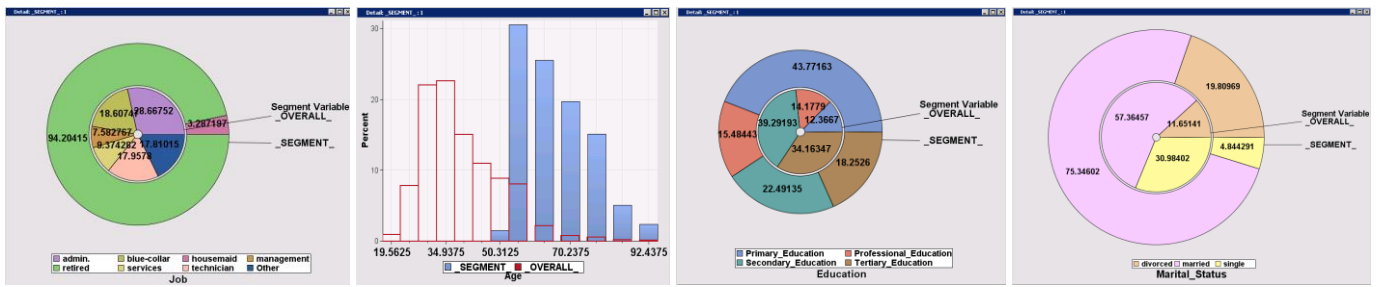 Detail: _SEGMENT_ : 1
28.66752
18.6074
94.20415
7.582767
9.374282
17.81015
17.9578
3.287197
Segment Variable
_OVERALL_
_SEGMENT_
admin. blue-collar housemaid management
retired services technician Other
Job
Detail: _SEGMENT_ : 1
Percent
30
20
10
0
19.5625 34.9375 50.3125 70.2375 92.4375
_SEGMENT_ _OVERALL_
Age
Detail: _SEGMENT_ : 1
43.77163
14.1779
12.3667
39.29193
15.48443
34.16347
18.2526
22.49135
Segment Variable
_OVERALL_
_SEGMENT_
Primary_Education Professional_Education
Secondary_Education Tertiary_Education
Education
Detail: _SEGMENT_ : 1
19.80969
57.36457
11.65141
30.98402
4.844291
75.34602
Segment Variable
_OVERALL_
_SEGMENT_
divorced married single
Marital_Status